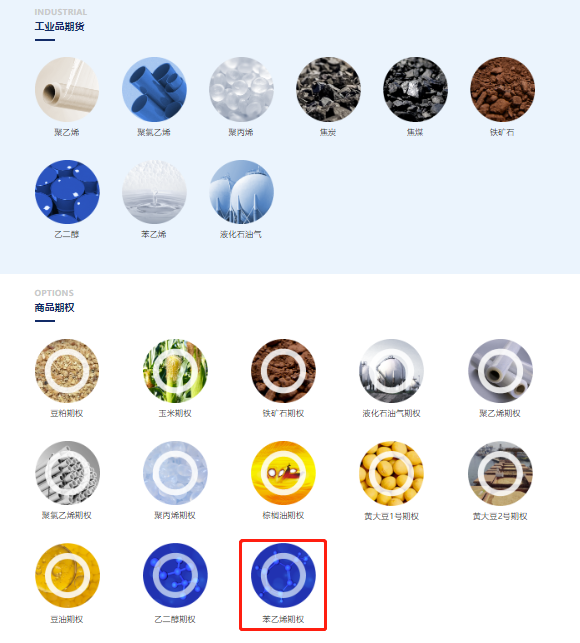 INDUSTRIAL
工业品期货
聚乙烯
聚氯乙烯
聚丙烯
焦炭
焦煤
铁矿石
乙二醇
苯乙烯
液化石油气
OPTIONS
商品期权
豆粕期权
玉米期权
铁矿石期权
液化石油气期权
聚乙烯期权
聚氯乙烯期权
聚丙烯期权
棕榈油期权
黄大豆1号期权
黄大豆2号期权
豆油期权
乙二醇期权
苯乙烯期权